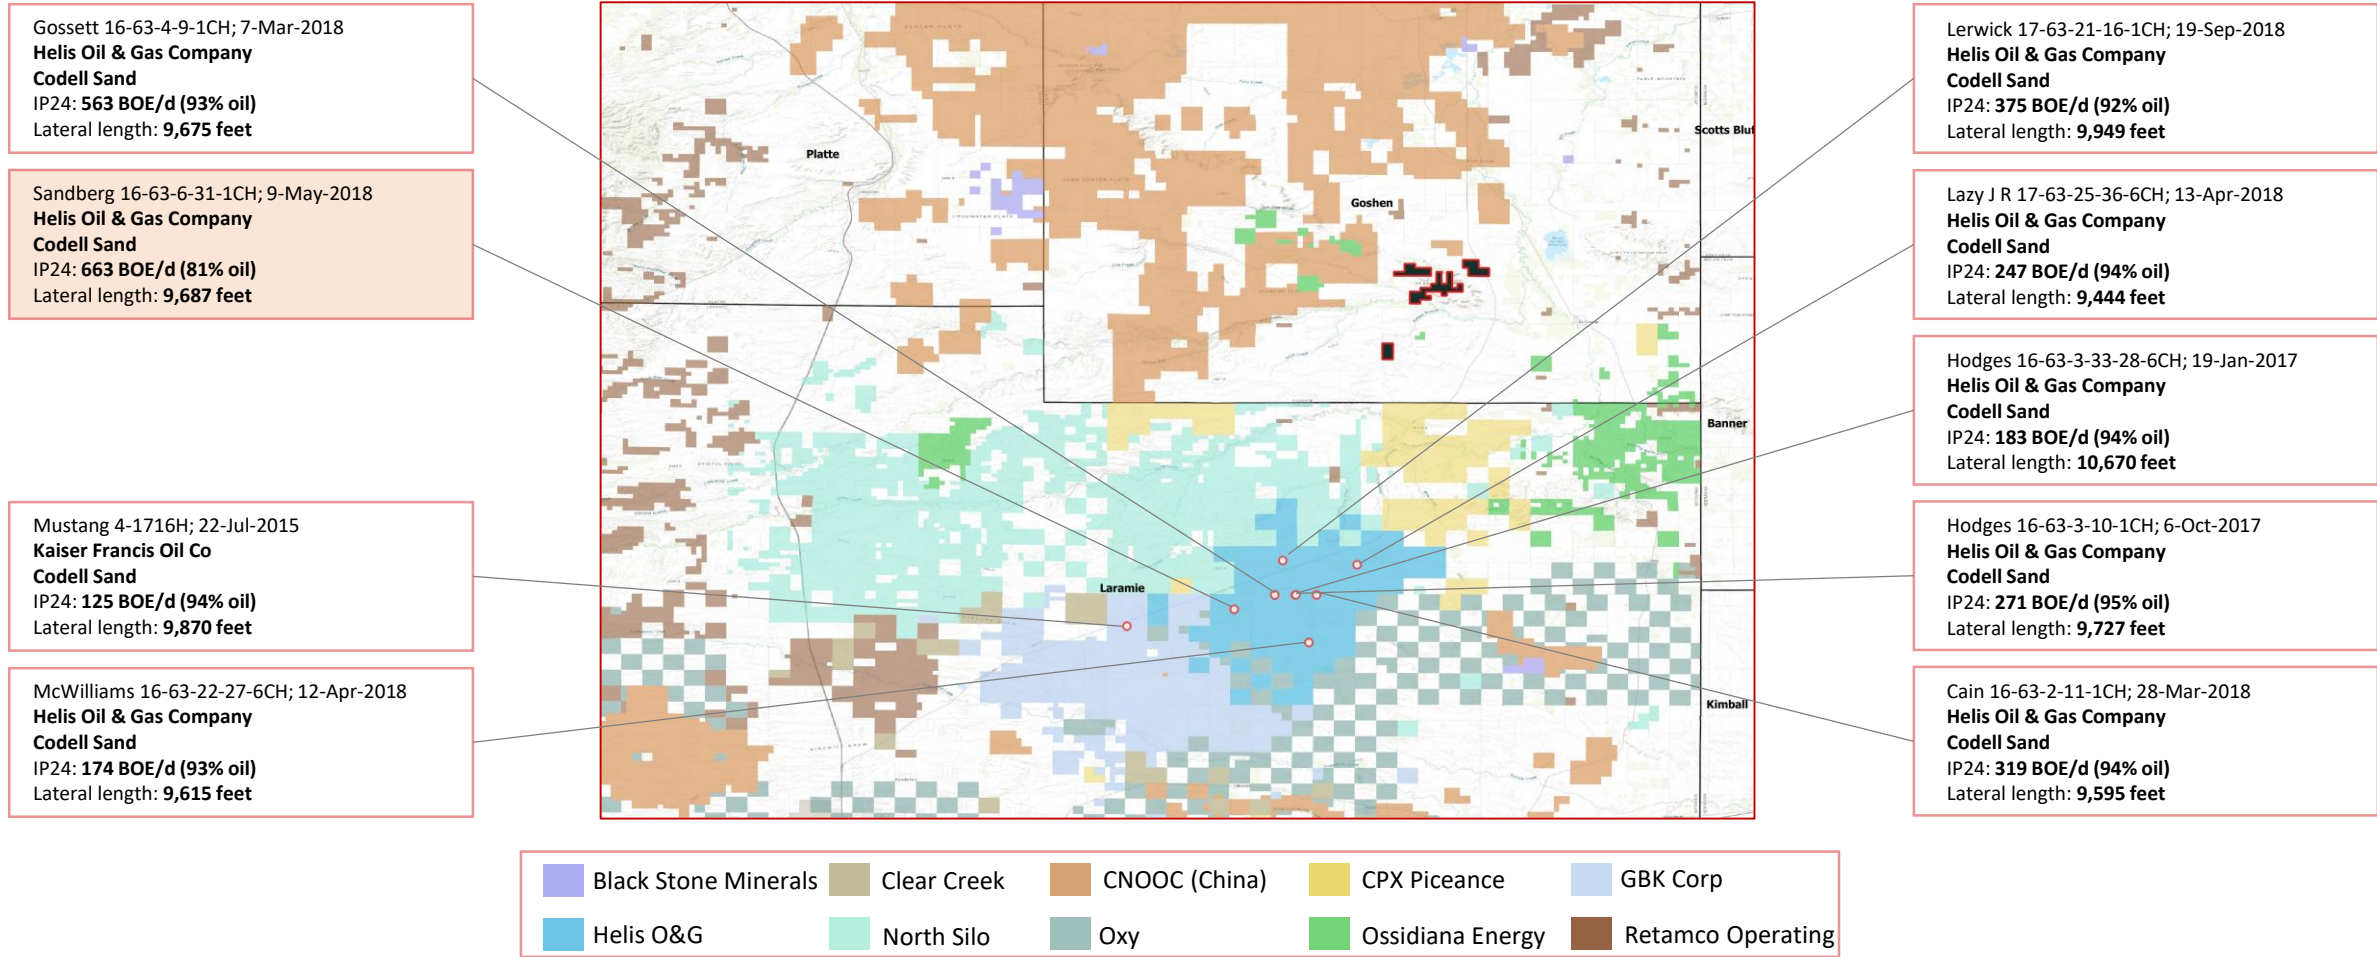 Gossett 16-63-4-9-1CH; 7-Mar-2018
Helis Oil & Gas Company
Codell Sand
IP24: 563 BOE/d (93% oil)
Lateral length: 9,675 feet
Sandberg 16-63-6-31-1CH; 9-May-2018
Helis Oil & Gas Company
Codell Sand
IP24: 663 BOE/d (81% oil)
Lateral length: 9,687 feet
Mustang 4-1716H; 22-Jul-2015
Kaiser Francis Oil Co
Codell Sand
IP24: 125 BOE/d (94% oil)
Lateral length: 9,870 feet
McWilliams 16-63-22-27-6CH; 12-Apr-2018
Helis Oil & Gas Company
Codell Sand
IP24: 174 BOE/d (93% oil)
Lateral length: 9,615 feet
Platte
Goshen
Scotts Bluf
Banner
Laramie
Kimball
Lerwick 17-63-21-16-1CH; 19-Sep-2018
Helis Oil & Gas Company
Codell Sand
IP24: 375 BOE/d (92% oil)
Lateral length: 9,949 feet
Lazy J R 17-63-25-36-6CH; 13-Apr-2018
Helis Oil & Gas Company
Codell Sand
IP24: 247 BOE/d (94% oil)
Lateral length: 9,444 feet
Hodges 16-63-3-33-28-6CH; 19-Jan-2017
Helis Oil & Gas Company
Codell Sand
IP24: 183 BOE/d (94% oil)
Lateral length: 10,670 feet
Hodges 16-63-3-10-1CH; 6-Oct-2017
Helis Oil & Gas Company
Codell Sand
IP24: 271 BOE/d (95% oil)
Lateral length: 9,727 feet
Cain 16-63-2-11-1CH; 28-Mar-2018
Helis Oil & Gas Company
Codell Sand
IP24: 319 BOE/d (94% oil)
Lateral length: 9,595 feet
Black Stone Minerals
Clear Creek
CNOOC (China)
CPX Piceance
GBK Corp
Helis O&G
North Silo
Oxy
Ossidiana Energy
Retamco Operating